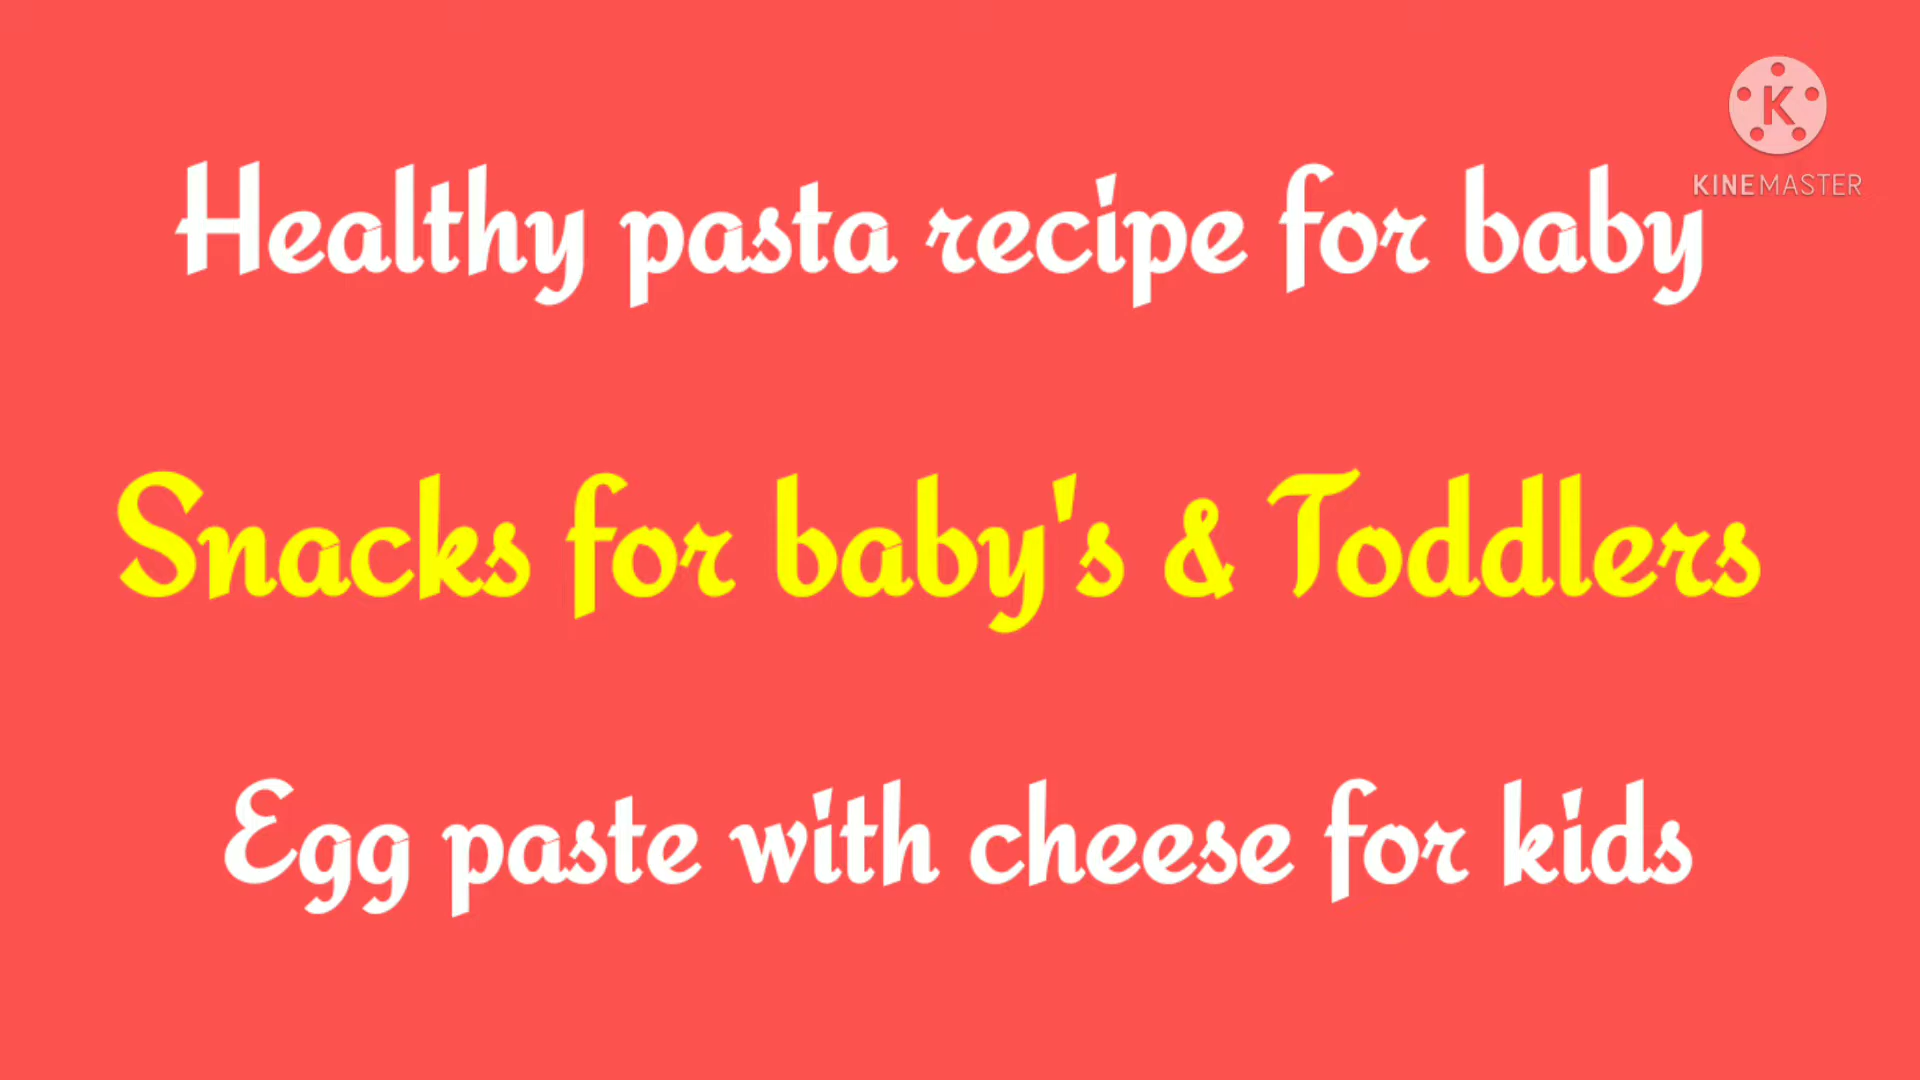 K
KINEMASTER
Healthy pasta recipe for baby
Snacks for baby's & Toddlers
Egg paste with cheese for kids